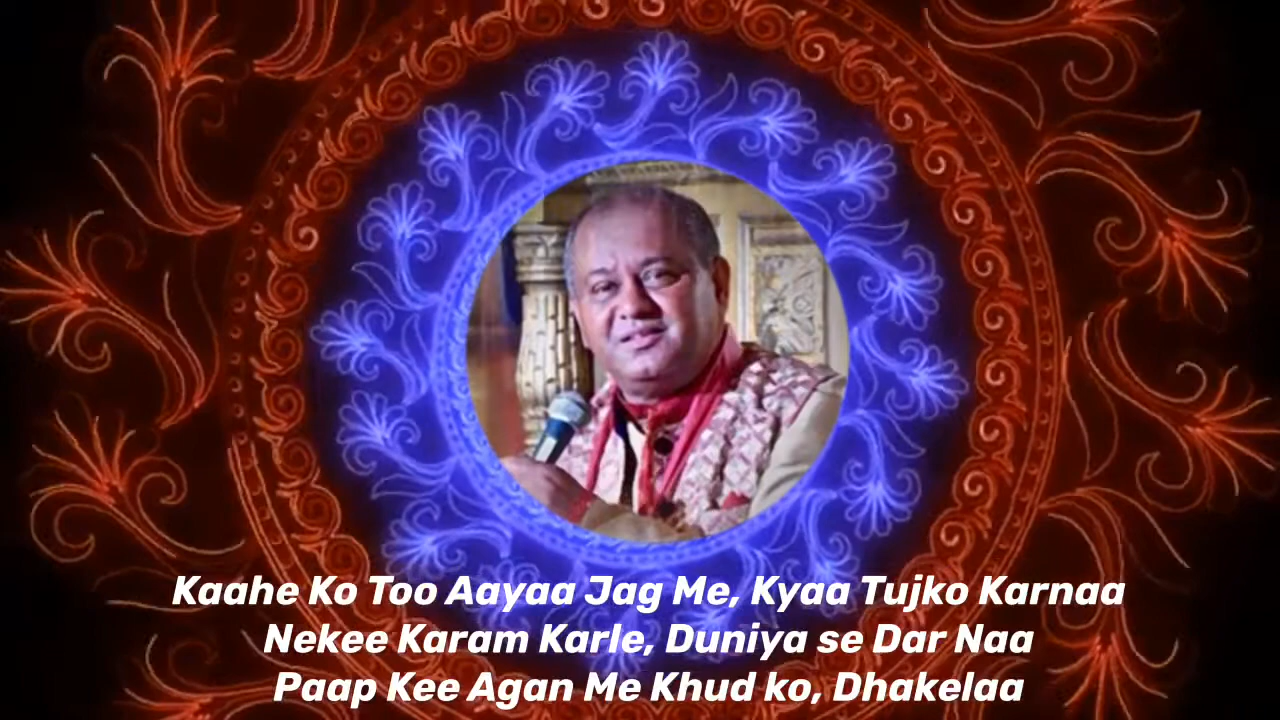 Kaahe Ko Too Aayaa Jag Me, Kyaa Tujko Karnaa
Nekee Karam Karle, Duniya se Dar Naa
Paap Kee Agan Me Khud ko, Dhakelaa